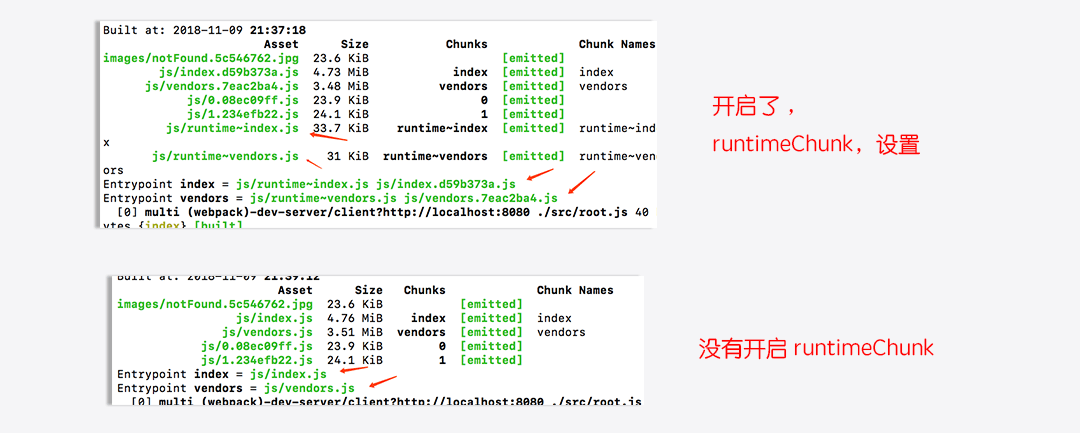 Built at: 2018-11-09 21:37:18
Asset Size Chunks Chunk Names
images/notFound.5c546762.jpg 23.6 KiB [emitted]
js/index.d59b373a.js 4.73 MiB index [emitted] index
js/vendors.7eac2ba4.js 3.48 MiB vendors [emitted] vendors
js/0.08ec09ff.js 23.9 KiB 0 [emitted]
js/1.234efb22.js 24.1 KiB 1 [emitted]
js/runtime~index.js 33.7 KiB runtime~index [emitted] runtime~ind
x
js/runtime~vendors.js 31 KiB runtime~vendors [emitted] runtime~ven
ors
Entrypoint index = js/runtime~index.js js/index.d59b373a.js
Entrypoint vendors = js/runtime~vendors.js js/vendors.7eac2ba4.js
[0] multi (webpack)-dev-server/client?http://localhost:8080 ./src/root.js 40
ytes {index} [built]
开启了，
runtimeChunk，设置
Built at: 2018-11-09 21:39:12
Asset Size Chunks Chunk Names
images/notFound.5c546762.jpg 23.6 KiB [emitted]
js/index.js 4.76 MiB index [emitted] index
js/vendors.js 3.51 MiB vendors [emitted] vendors
js/0.08ec09ff.js 23.9 KiB 0 [emitted]
js/1.234efb22.js 24.1 KiB 1 [emitted]
Entrypoint index = js/index.js
Entrypoint vendors = js/vendors.js
[0] multi (webpack)-dev-server/client?http://localhost:8080 ./src/root.js
没有开启 runtimeChunk